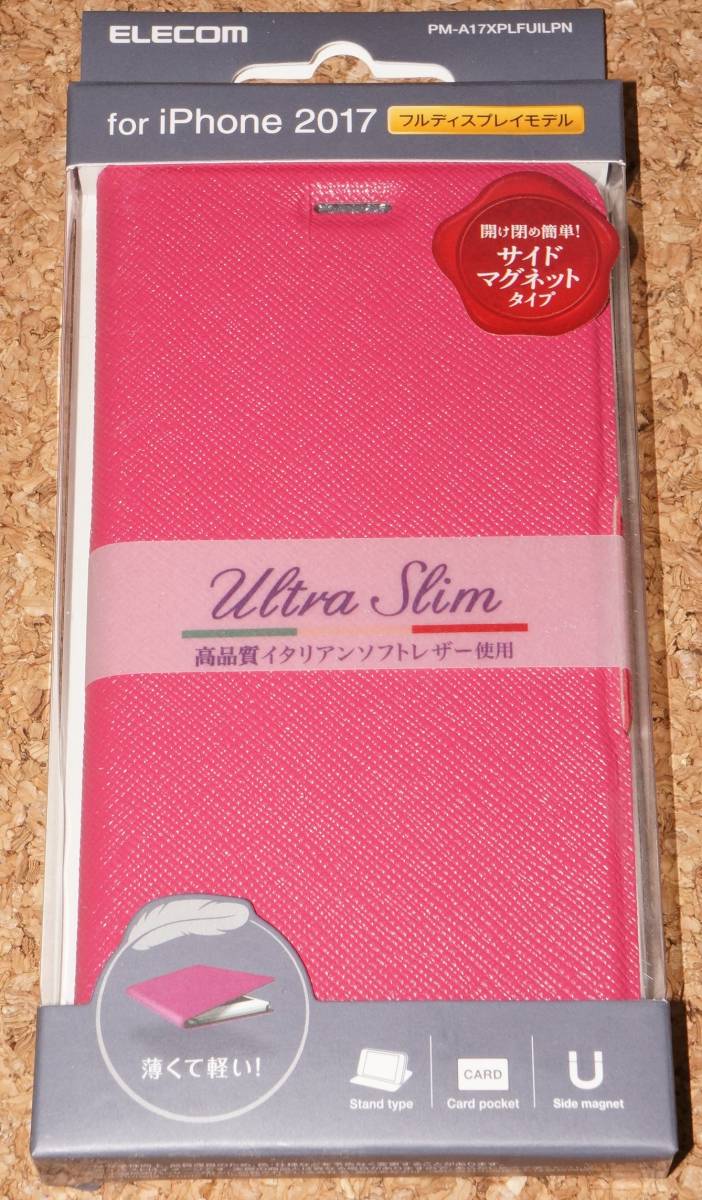 ELECOM
PM-A17XPLFUILPN
for iPhone 2017 フルディスプレイモデル
開け閉め簡単!
サイド
マグネット
タイプ
Ultra Slim
高品質イタリアンソフトレザー使用
薄くて軽い!
CARD
Stand type
Card pocket
Side magnet